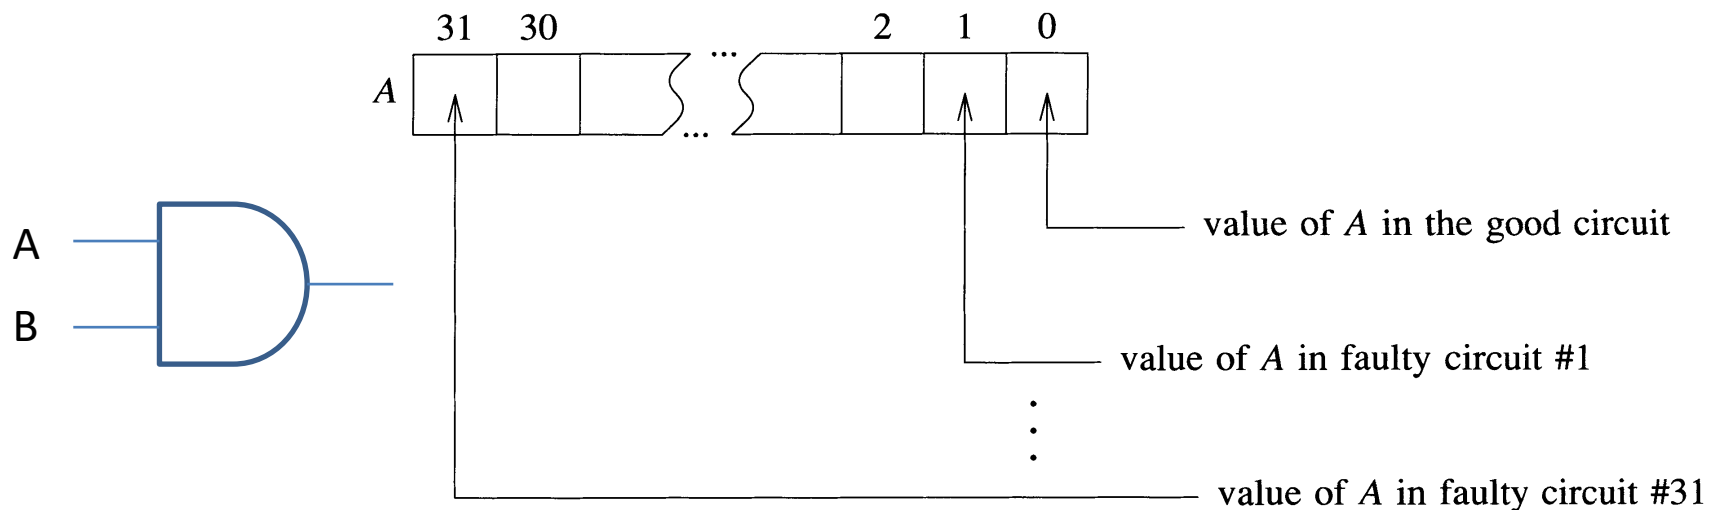 31 30 ... 2 1 0
A
...
A
value of A in the good circuit
B
value of A in faulty circuit #1
value of A in faulty circuit #31